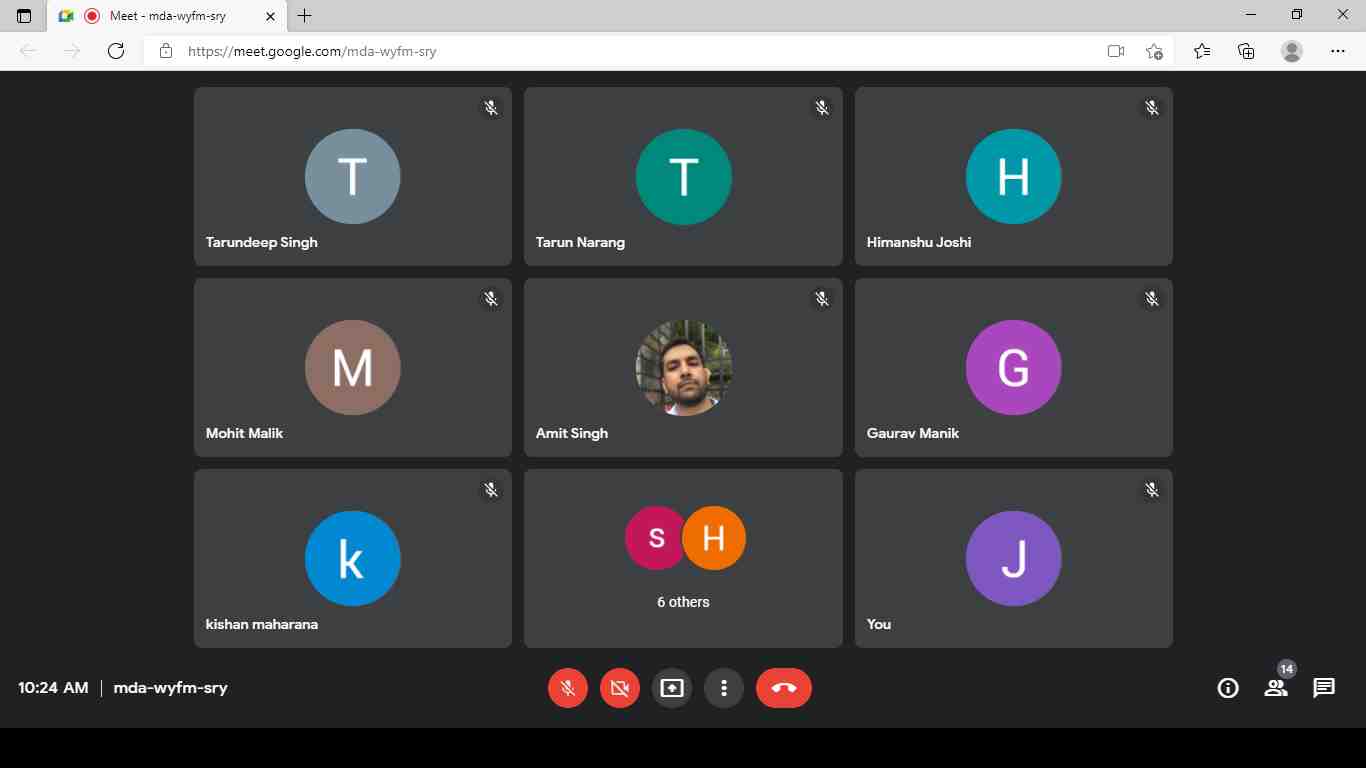 Meet - mda-wyfm-sry
https://meet.google.com/mda-wyfm-sry
T
T
H
Tarundeep Singh
Tarun Narang
Himanshu Joshi
M
G
Mohit Malik
Amit Singh
Gaurav Manik
k
S H
J
6 others
kishan maharana
You
10:24 AM | mda-wyfm-sry
14